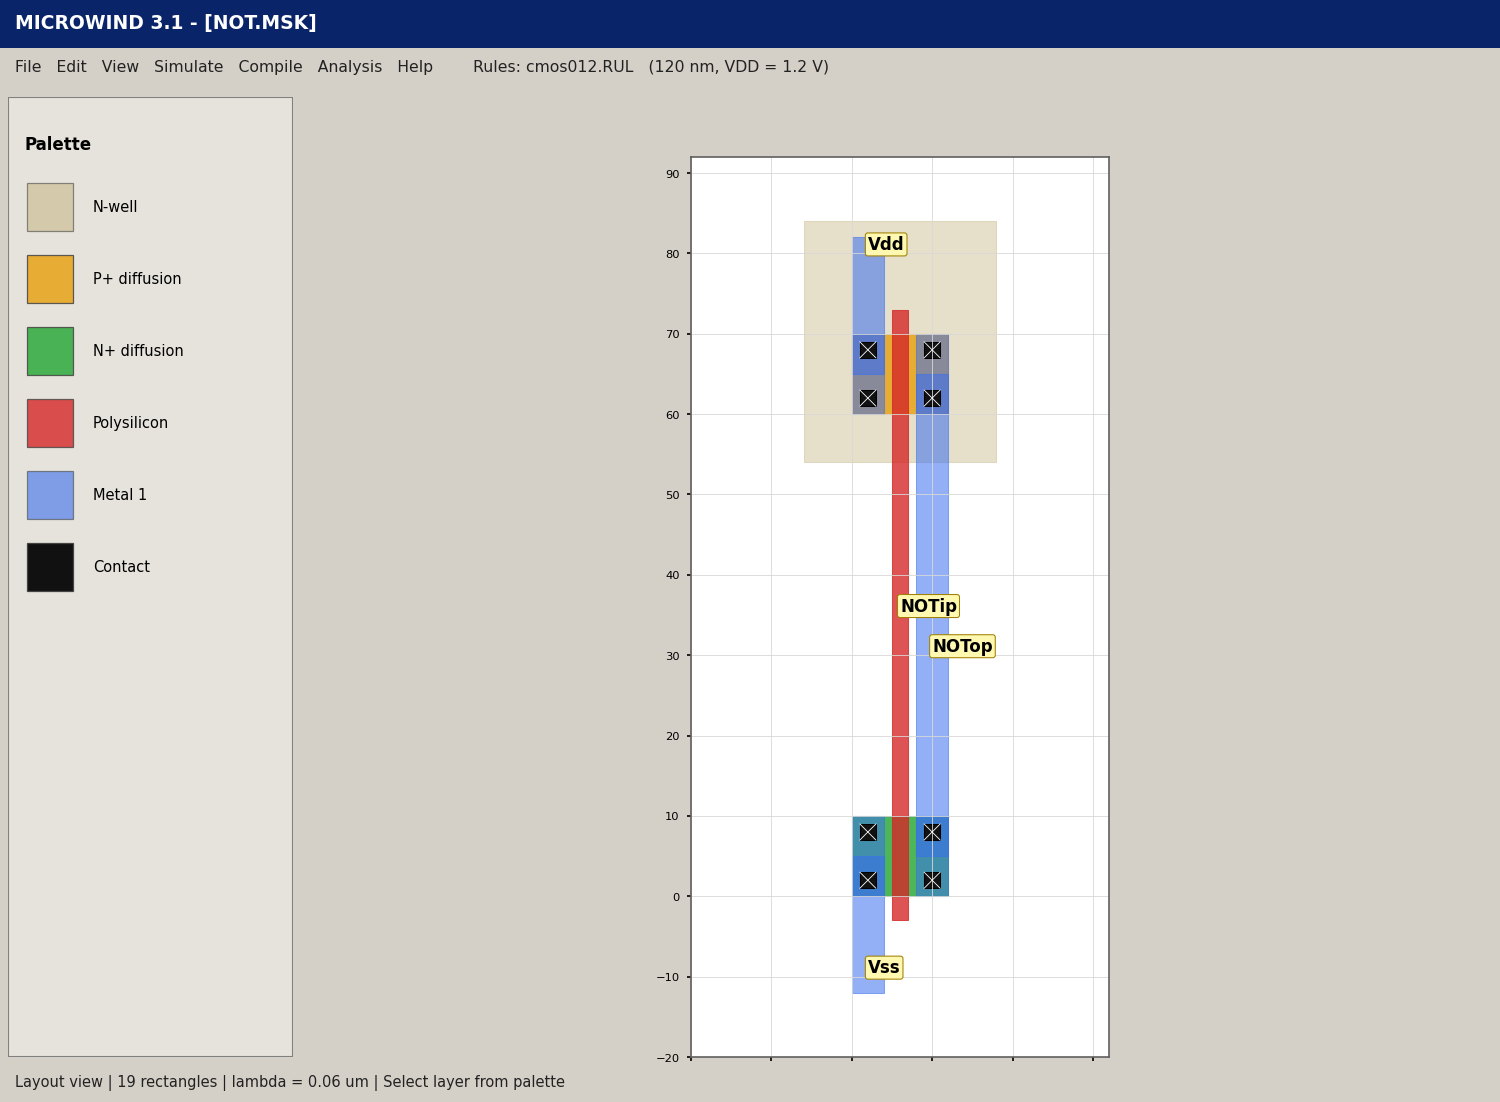 MICROWIND 3.1 - [NOT.MSK]
File Edit View Simulate Compile Analysis Help Rules: cmos012.RUL (120 nm, VDD = 1.2 V)
Palette
N-well
P+ diffusion
N+ diffusion
Polysilicon
Metal 1
Contact
90
80
70
60
50
40
30
20
10
0
−10
−20
Vdd
NOTip
NOTop
Vss
Layout view | 19 rectangles | lambda = 0.06 um | Select layer from palette